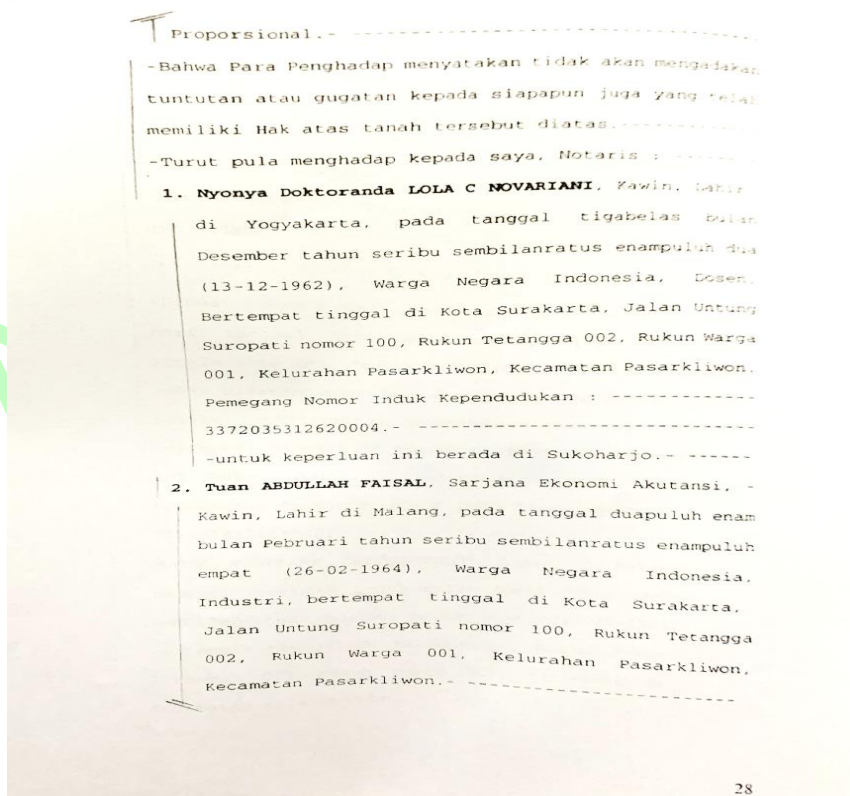 Proporsional.- ----------------------------------
-Bahwa Para Penghadap menyatakan tidak akan mengadakan
tuntutan atau gugatan kepada siapapun juga yang telah
memiliki Hak atas tanah tersebut diatas.------------
-Turut pula menghadap kepada saya, Notaris : -------
1. Nyonya Doktoranda LOLA C NOVARIANI, Kawin, Lahir
di Yogyakarta, pada tanggal tigabelas bulan
Desember tahun seribu sembilanratus enampuluh dua
(13-12-1962), Warga Negara Indonesia, Dosen,
Bertempat tinggal di Kota Surakarta, Jalan Untung
Suropati nomor 100, Rukun Tetangga 002, Rukun Warga
001, Kelurahan Pasarkliwon, Kecamatan Pasarkliwon.
Pemegang Nomor Induk Kependudukan : -------------
3372035312620004.- ------------------------------
-untuk keperluan ini berada di Sukoharjo.- ------
2. Tuan ABDULLAH FAISAL, Sarjana Ekonomi Akutansi, -
Kawin, Lahir di Malang, pada tanggal duapuluh enam
bulan Pebruari tahun seribu sembilanratus enampuluh
empat (26-02-1964), Warga Negara Indonesia,
Industri, bertempat tinggal di Kota Surakarta,
Jalan Untung Suropati nomor 100, Rukun Tetangga
002, Rukun Warga 001, Kelurahan Pasarkliwon,
Kecamatan Pasarkliwon.- -------------------------
28